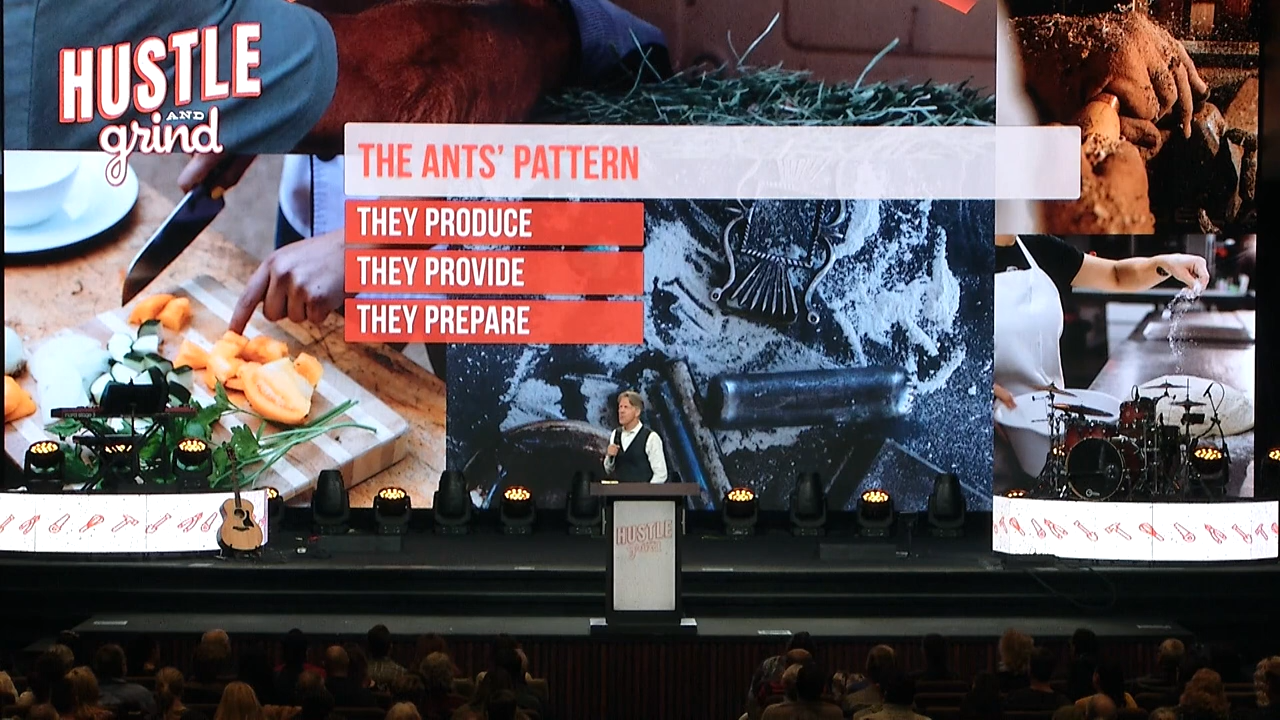 HUSTLE
AND
grind
THE ANTS’ PATTERN
THEY PRODUCE
THEY PROVIDE
THEY PREPARE
HUSTLE
grind